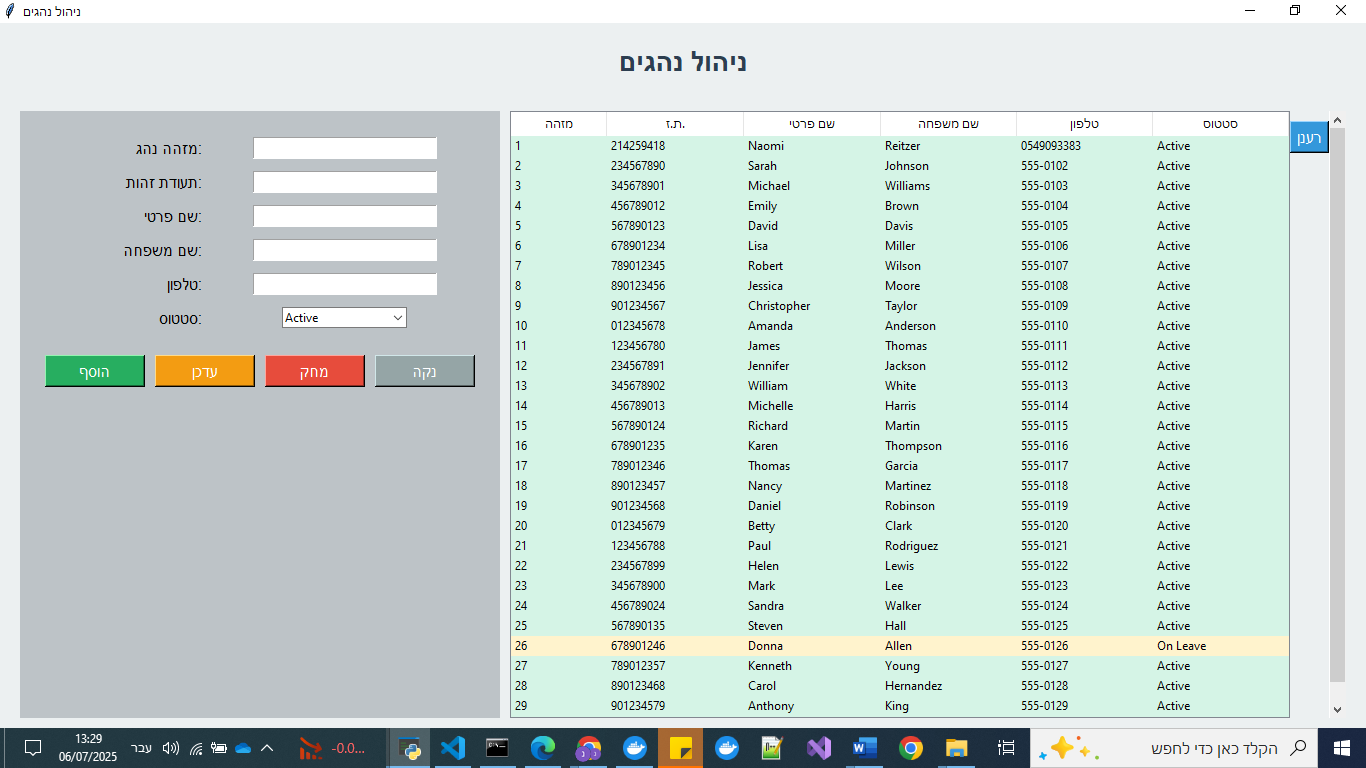 ניהול נהגים
ניהול נהגים
מזהה נהג:
תעודת זהות:
שם פרטי:
שם משפחה:
טלפון:
סטטוס: Active
הוסף עדכן מחק נקה
מזהה ת.ז. שם פרטי שם משפחה טלפון סטטוס
1 214259418 Naomi Reitzer 0549093383 Active
2 234567890 Sarah Johnson 555-0102 Active
3 345678901 Michael Williams 555-0103 Active
4 456789012 Emily Brown 555-0104 Active
5 567890123 David Davis 555-0105 Active
6 678901234 Lisa Miller 555-0106 Active
7 789012345 Robert Wilson 555-0107 Active
8 890123456 Jessica Moore 555-0108 Active
9 901234567 Christopher Taylor 555-0109 Active
10 012345678 Amanda Anderson 555-0110 Active
11 123456780 James Thomas 555-0111 Active
12 234567891 Jennifer Jackson 555-0112 Active
13 345678902 William White 555-0113 Active
14 456789013 Michelle Harris 555-0114 Active
15 567890124 Richard Martin 555-0115 Active
16 678901235 Karen Thompson 555-0116 Active
17 789012346 Thomas Garcia 555-0117 Active
18 890123457 Nancy Martinez 555-0118 Active
19 901234568 Daniel Robinson 555-0119 Active
20 012345679 Betty Clark 555-0120 Active
21 123456788 Paul Rodriguez 555-0121 Active
22 234567899 Helen Lewis 555-0122 Active
23 345678900 Mark Lee 555-0123 Active
24 456789024 Sandra Walker 555-0124 Active
25 567890135 Steven Hall 555-0125 Active
26 678901246 Donna Allen 555-0126 On Leave
27 789012357 Kenneth Young 555-0127 Active
28 890123468 Carol Hernandez 555-0128 Active
29 901234579 Anthony King 555-0129 Active
רענן
13:29
06/07/2025
עבר
-0.0...
הקלד כאן כדי לחפש